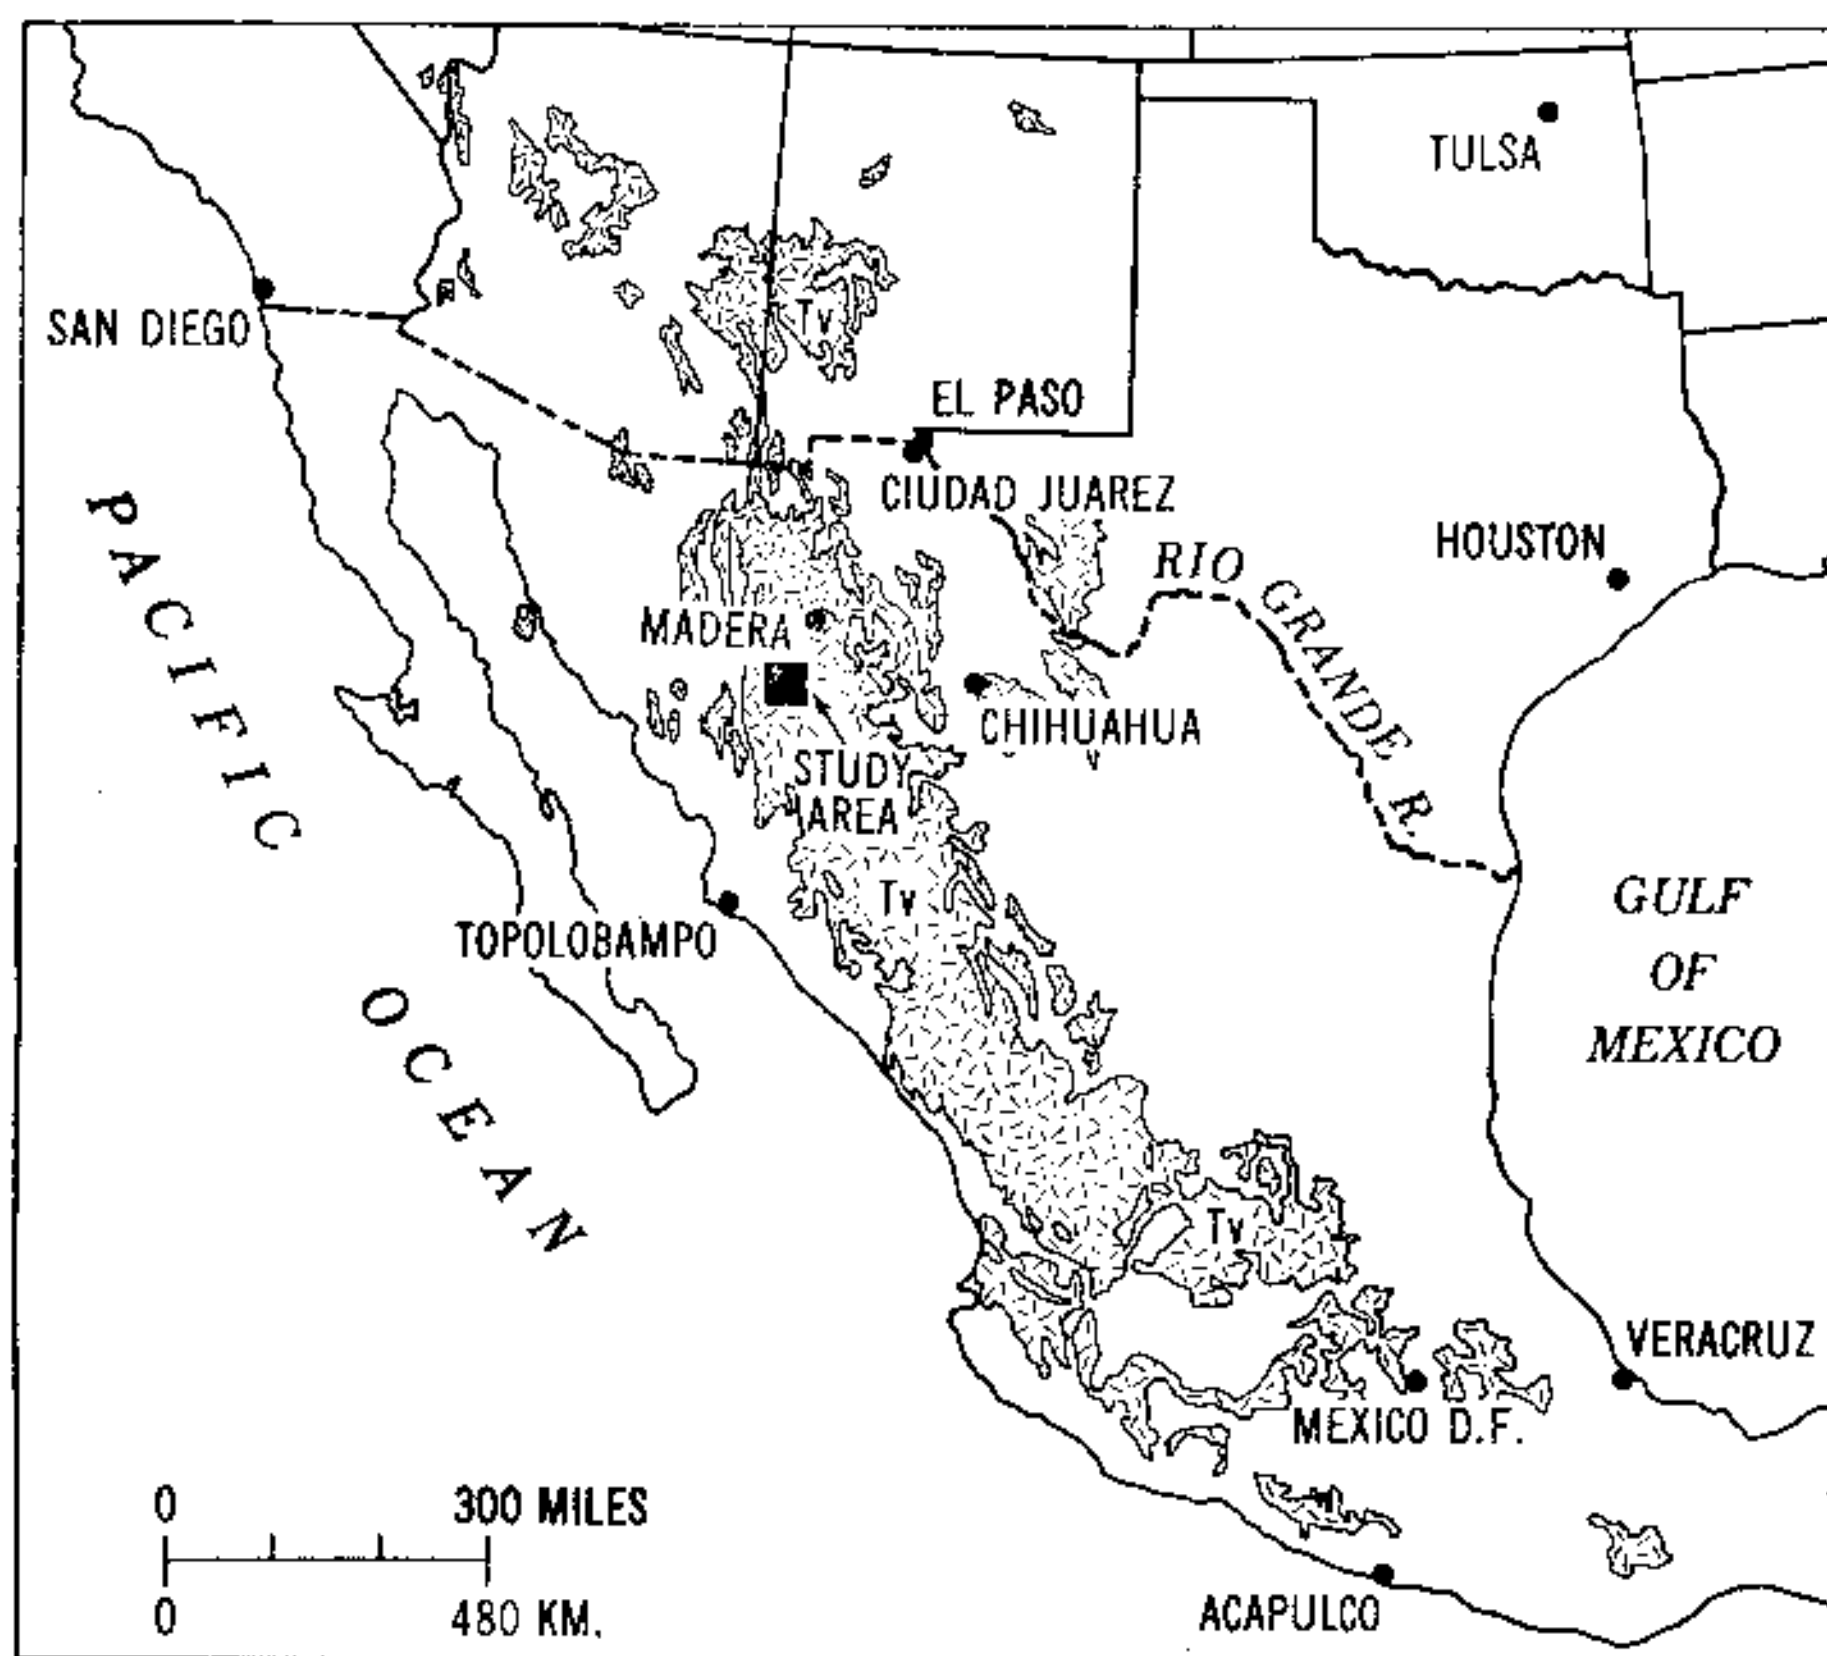 TULSA
SAN DIEGO
Tv
EL PASO
CIUDAD JUAREZ
HOUSTON
RIO GRANDE R.
PACIFIC OCEAN
MADERA
CHIHUAHUA
STUDY
AREA
Tv
TOPOLOBAMPO
GULF
OF
MEXICO
Tv
VERACRUZ
MEXICO D.F.
ACAPULCO
0 300 MILES
0 480 KM.